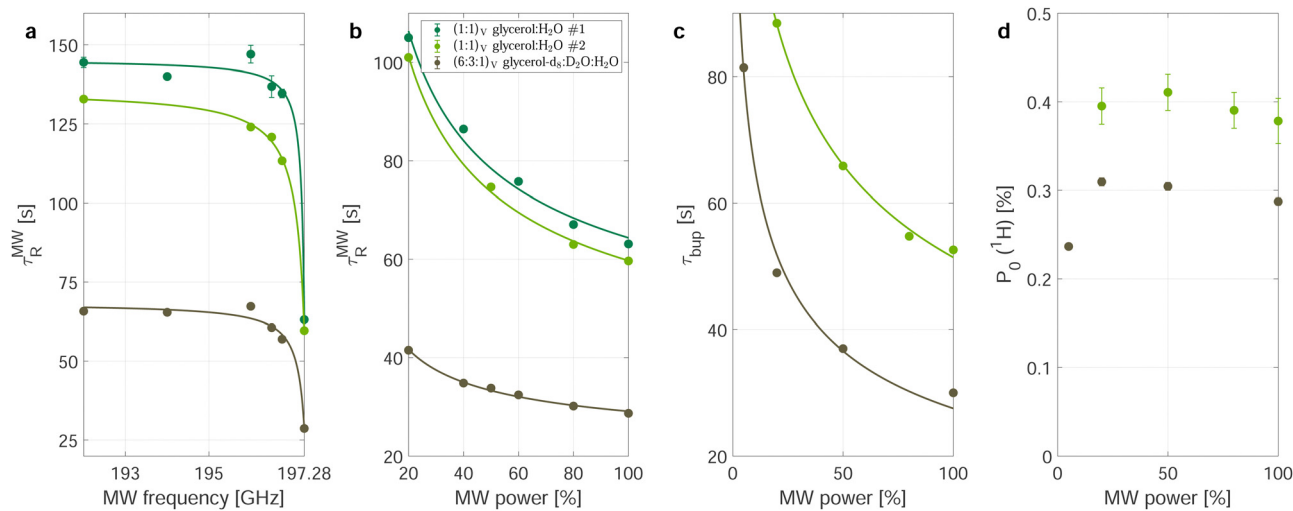 a
150
125
100
75
50
25
193
195
197.28
MW frequency [GHz]
τ_R^MW [s]
b
(1:1)_V glycerol:H₂O #1
(1:1)_V glycerol:H₂O #2
(6:3:1)_V glycerol-d₈:D₂O:H₂O
100
80
60
40
20
20
40
60
80
100
MW power [%]
τ_R^MW [s]
c
80
60
40
20
0
50
100
MW power [%]
τ_bup [s]
d
0.5
0.4
0.3
0.2
0.1
0
0
50
100
MW power [%]
P₀ (¹H) [%]